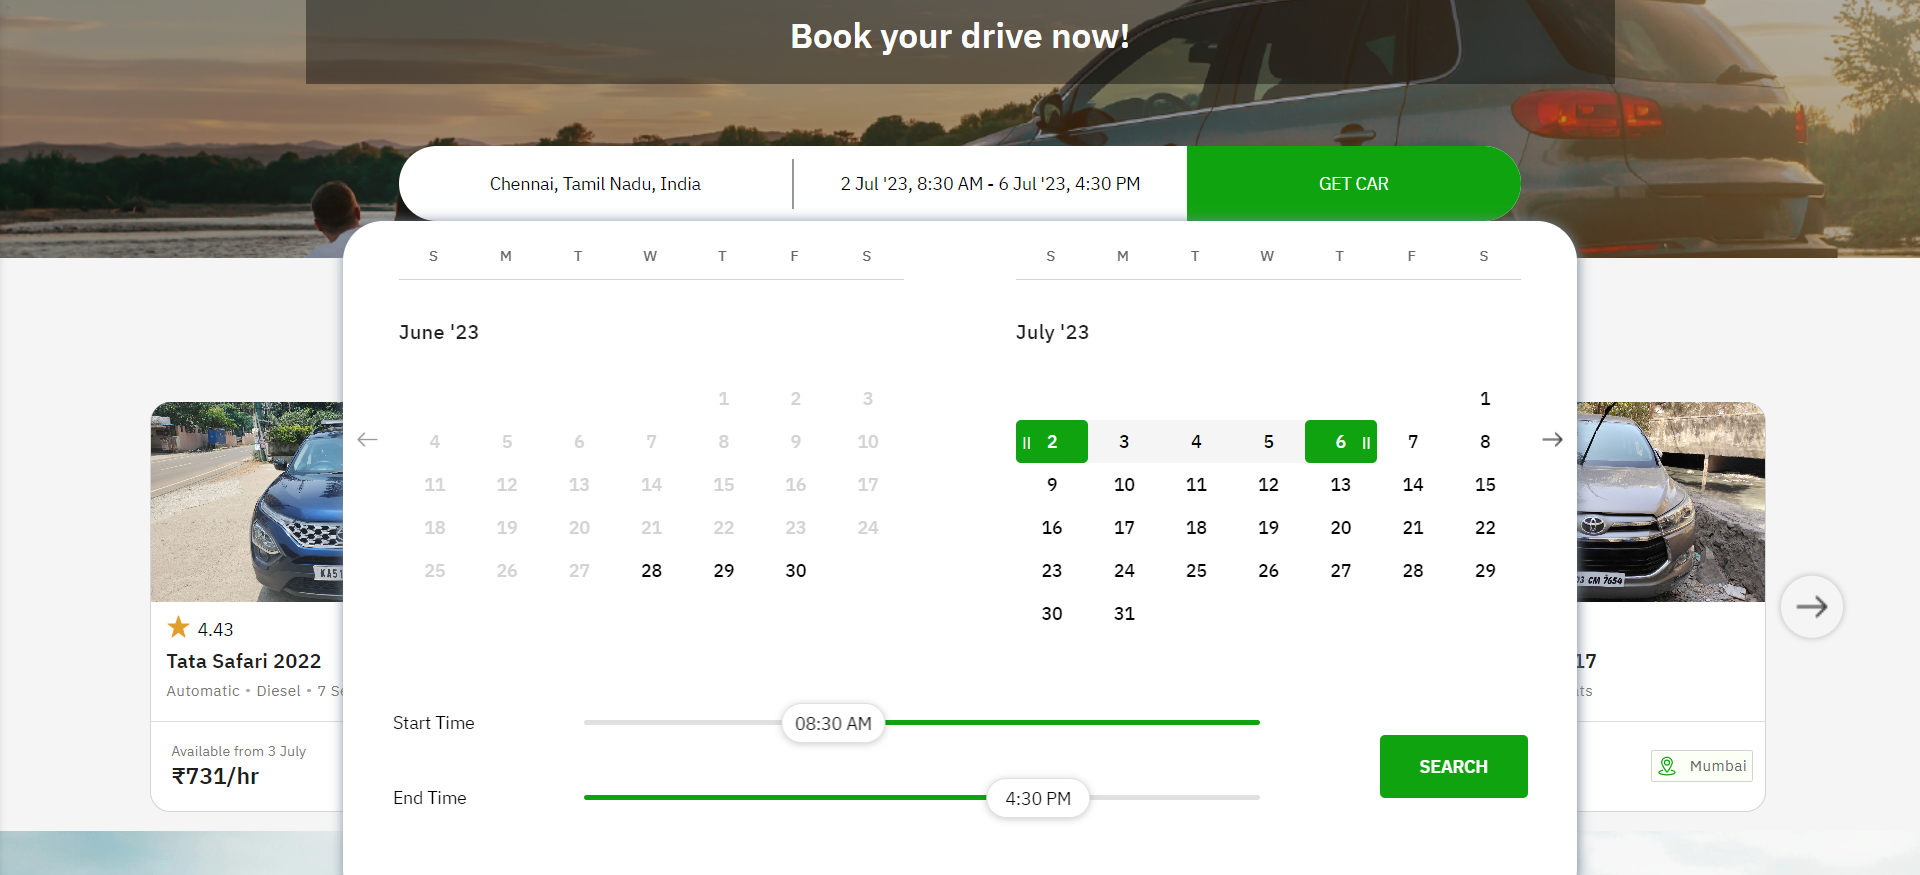 Book your drive now!
Chennai, Tamil Nadu, India
2 Jul '23, 8:30 AM - 6 Jul '23, 4:30 PM
GET CAR
S M T W T F S
S M T W T F S
June '23
July '23
1 2 3
4 5 6 7 8 9 10
11 12 13 14 15 16 17
18 19 20 21 22 23 24
25 26 27 28 29 30
1
2 3 4 5 6 7 8
9 10 11 12 13 14 15
16 17 18 19 20 21 22
23 24 25 26 27 28 29
30 31
KA51
03 CM 7654
4.43
Tata Safari 2022
Automatic • Diesel • 7 Se
17
ts
Start Time
08:30 AM
End Time
4:30 PM
SEARCH
Available from 3 July
₹731/hr
Mumbai